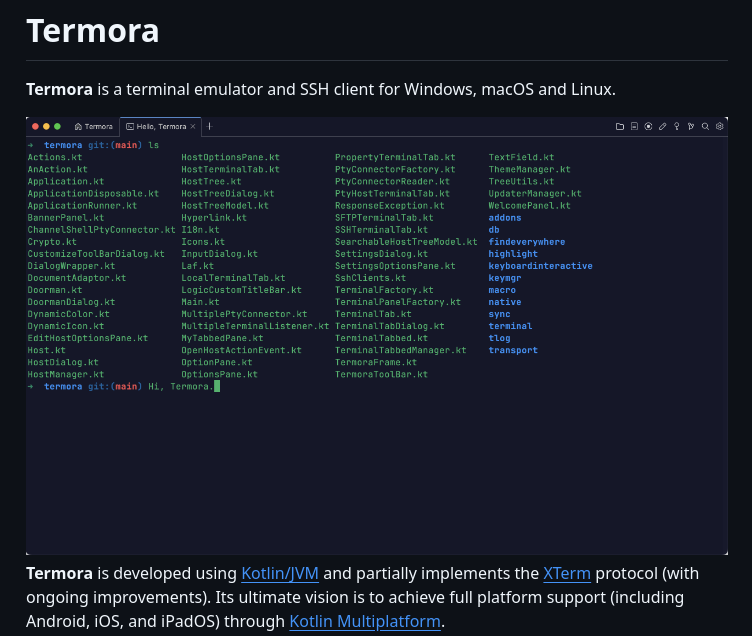 Termora
Termora is a terminal emulator and SSH client for Windows, macOS and Linux.
Termora Hello, Termora × +
→ termora git:(main) ls
Actions.kt HostOptionsPane.kt PropertyTerminalTab.kt TextField.kt
AnAction.kt HostTerminalTab.kt PtyConnectorFactory.kt ThemeManager.kt
Application.kt HostTree.kt PtyConnectorReader.kt TreeUtils.kt
ApplicationDisposable.kt HostTreeDialog.kt PtyHostTerminalTab.kt UpdaterManager.kt
ApplicationRunner.kt HostTreeModel.kt ResponseException.kt WelcomePanel.kt
BannerPanel.kt Hyperlink.kt SFTPTerminalTab.kt addons
ChannelShellPtyConnector.kt I18n.kt SSHTerminalTab.kt db
Crypto.kt Icons.kt SearchableHostTreeModel.kt findeverywhere
CustomizeToolBarDialog.kt InputDialog.kt SettingsDialog.kt highlight
DialogWrapper.kt Laf.kt SettingsOptionsPane.kt keyboardinteractive
DocumentAdaptor.kt LocalTerminalTab.kt SshClients.kt keymgr
Doorman.kt LogicCustomTitleBar.kt TerminalFactory.kt macro
DoormanDialog.kt Main.kt TerminalPanelFactory.kt native
DynamicColor.kt MultiplePtyConnector.kt TerminalTab.kt sync
DynamicIcon.kt MultipleTerminalListener.kt TerminalTabDialog.kt terminal
EditHostOptionsPane.kt MyTabbedPane.kt TerminalTabbed.kt tlog
Host.kt OpenHostActionEvent.kt TerminalTabbedManager.kt transport
HostDialog.kt OptionPane.kt TermoraFrame.kt
HostManager.kt OptionsPane.kt TermoraToolBar.kt
→ termora git:(main) Hi, Termora.
Termora is developed using Kotlin/JVM and partially implements the XTerm protocol (with
ongoing improvements). Its ultimate vision is to achieve full platform support (including
Android, iOS, and iPadOS) through Kotlin Multiplatform.